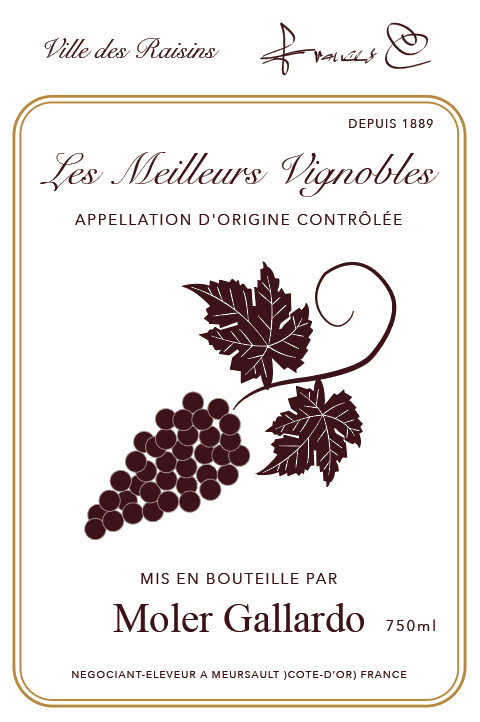 Ville des Raisins
Francis C
DEPUIS 1889
Les Meilleurs Vignobles
APPELLATION D'ORIGINE CONTRÔLÉE
MIS EN BOUTEILLE PAR
Moler Gallardo 750ml
NEGOCIANT-ELEVEUR A MEURSAULT )COTE-D’OR) FRANCE